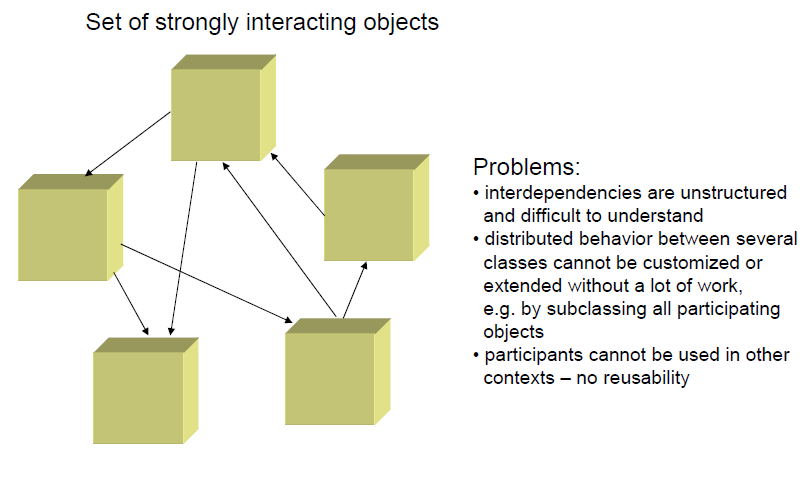 Set of strongly interacting objects
Problems:
• interdependencies are unstructured
and difficult to understand
• distributed behavior between several
classes cannot be customized or
extended without a lot of work,
e.g. by subclassing all participating
objects
• participants cannot be used in other
contexts – no reusability